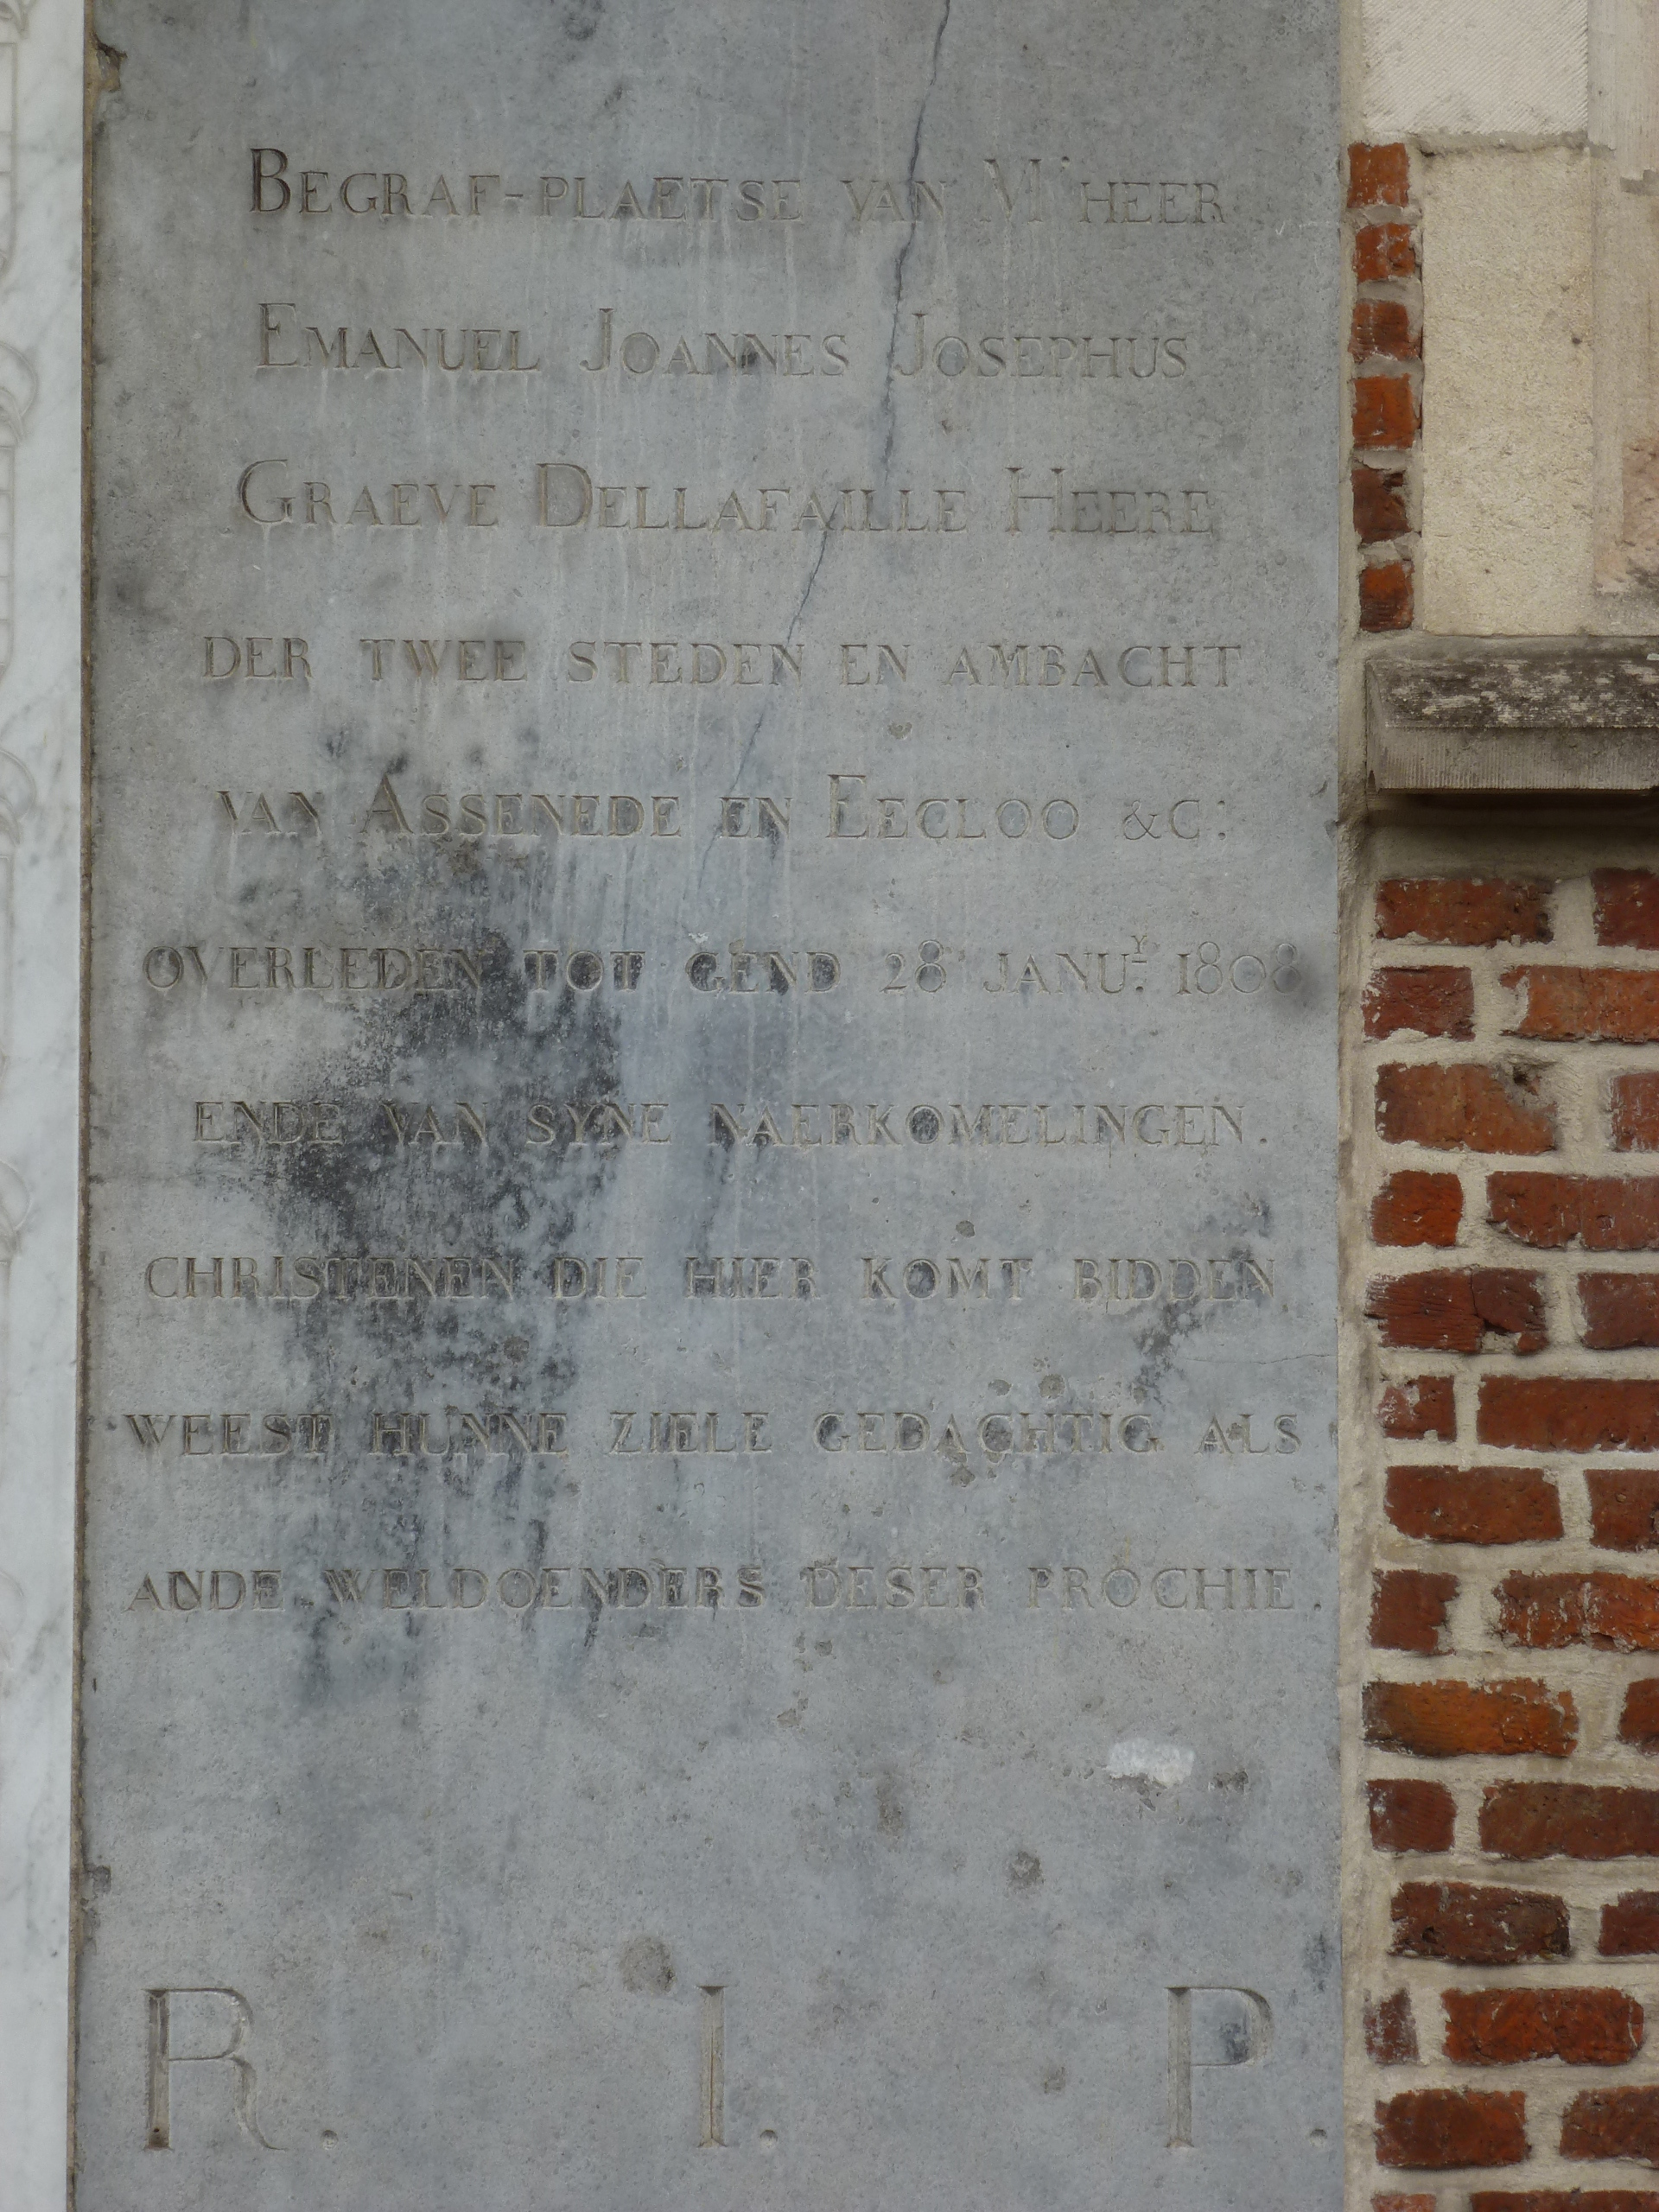 BEGRAF-PLAETSE VAN M' HEER
EMANUEL JOANNES JOSEPHUS
GRAEVE DELLAFAILLE HEERE
DER TWEE STEDEN EN AMBACHT
VAN ASSENEDE EN EECLOO &C:
OVERLEDEN TOT GEND 28 JANUY. 1808
ENDE VAN SYNE NAERKOMELINGEN.
CHRISTENEN DIE HIER KOMT BIDDEN
WEEST HUNNE ZIELE GEDACHTIG ALS
AUDE WELDOENDERS DESER PROCHIE.
R. I. P.